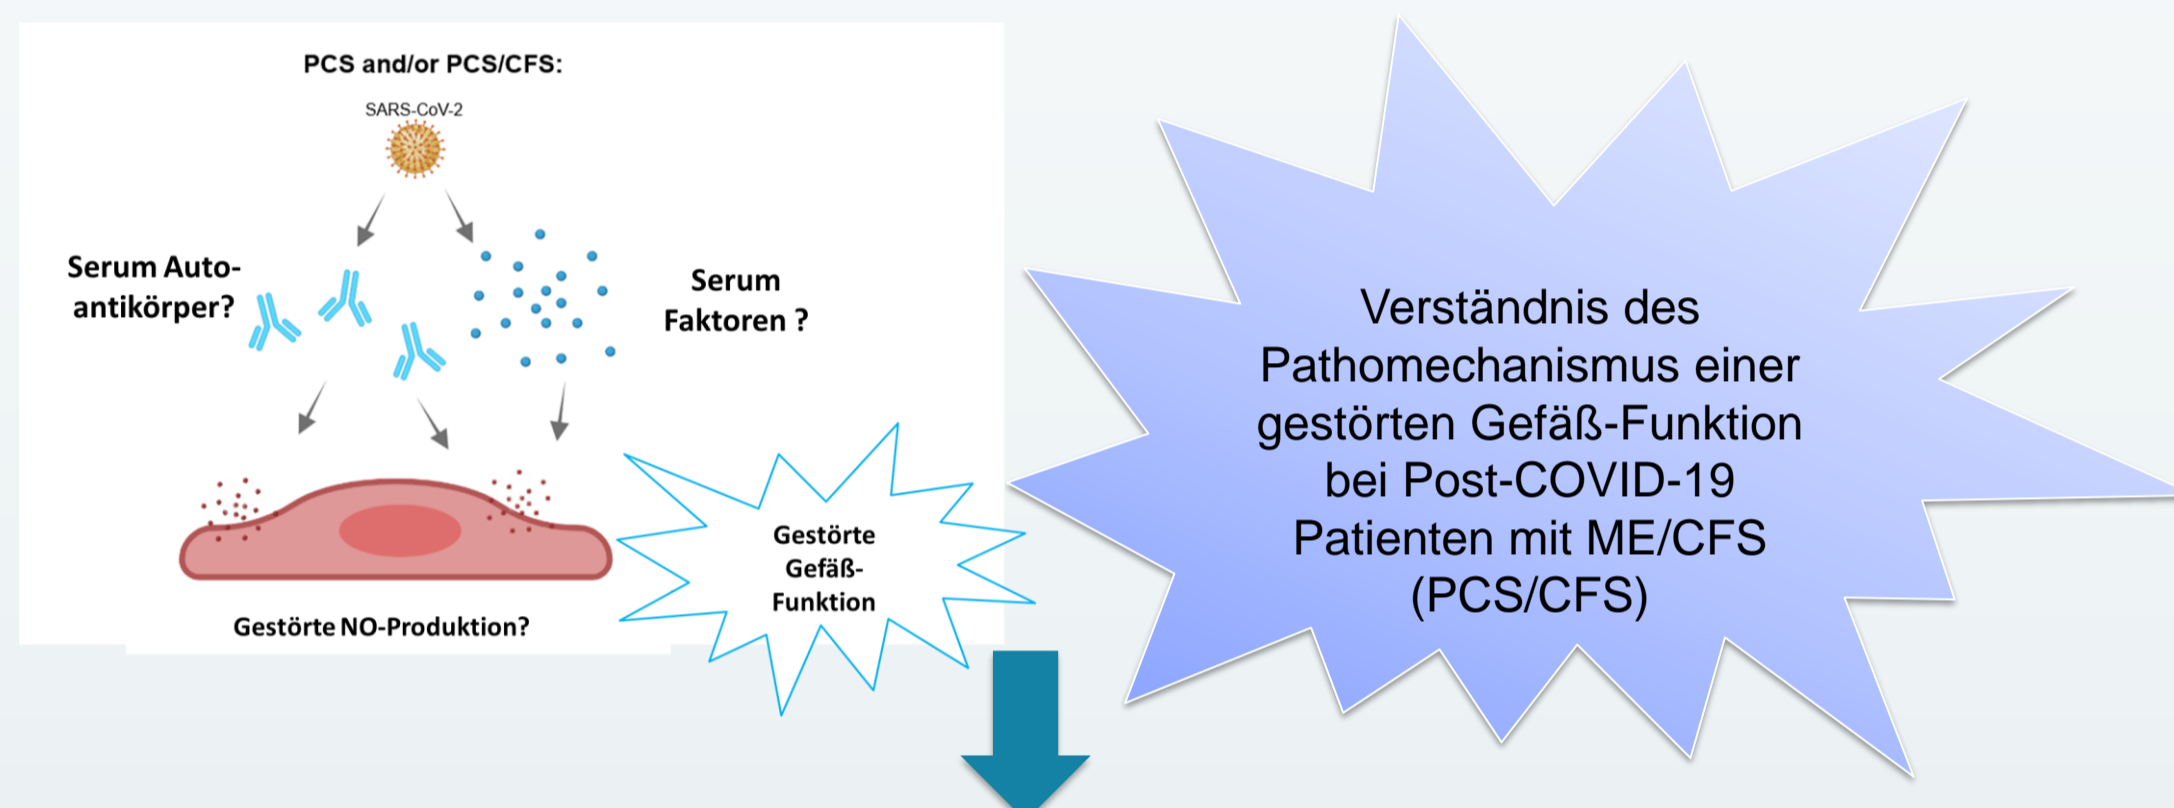 PCS and/or PCS/CFS:
SARS-CoV-2
Serum Auto-
antikörper?
Serum
Faktoren ?
Gestörte
Gefäß-
Funktion
Gestörte NO-Produktion?
Verständnis des
Pathomechanismus einer
gestörten Gefäß-Funktion
bei Post-COVID-19
Patienten mit ME/CFS
(PCS/CFS)